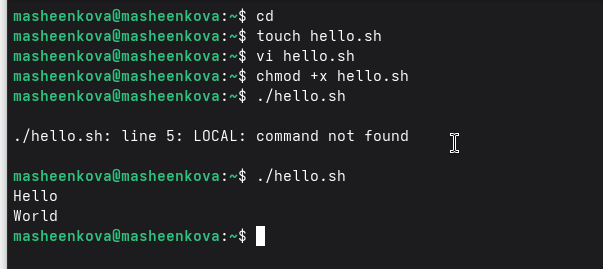 masheenkova@masheenkova:~$ cd
masheenkova@masheenkova:~$ touch hello.sh
masheenkova@masheenkova:~$ vi hello.sh
masheenkova@masheenkova:~$ chmod +x hello.sh
masheenkova@masheenkova:~$ ./hello.sh
./hello.sh: line 5: LOCAL: command not found
masheenkova@masheenkova:~$ ./hello.sh
Hello
World
masheenkova@masheenkova:~$